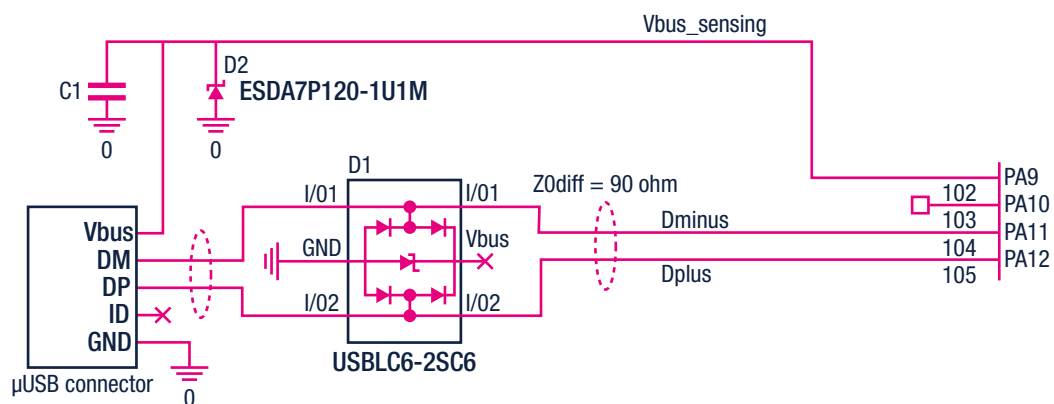 Vbus_sensing
C1
D2
ESDA7P120-1U1M
0
0
D1
I/01
I/01
Z0diff = 90 ohm
PA9
102
PA10
Vbus
Dminus
103
PA11
DM
GND
Vbus
104
PA12
DP
Dplus
105
ID
I/02
I/02
GND
USBLC6-2SC6
µUSB connector
0